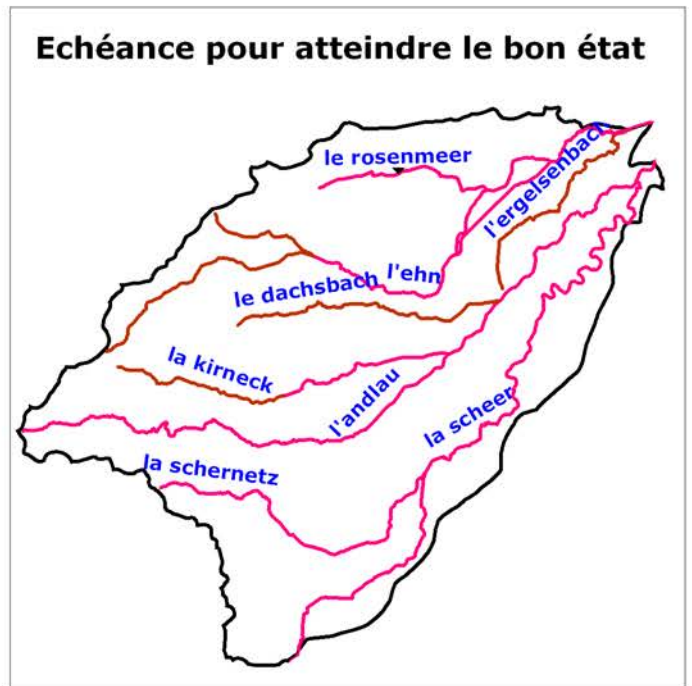 Echéance pour atteindre le bon état
le rosenmeer
l'ergelsenbach
l'ehn
le dachsbach
la kirneck
l'andlau
la scheer
la schernetz